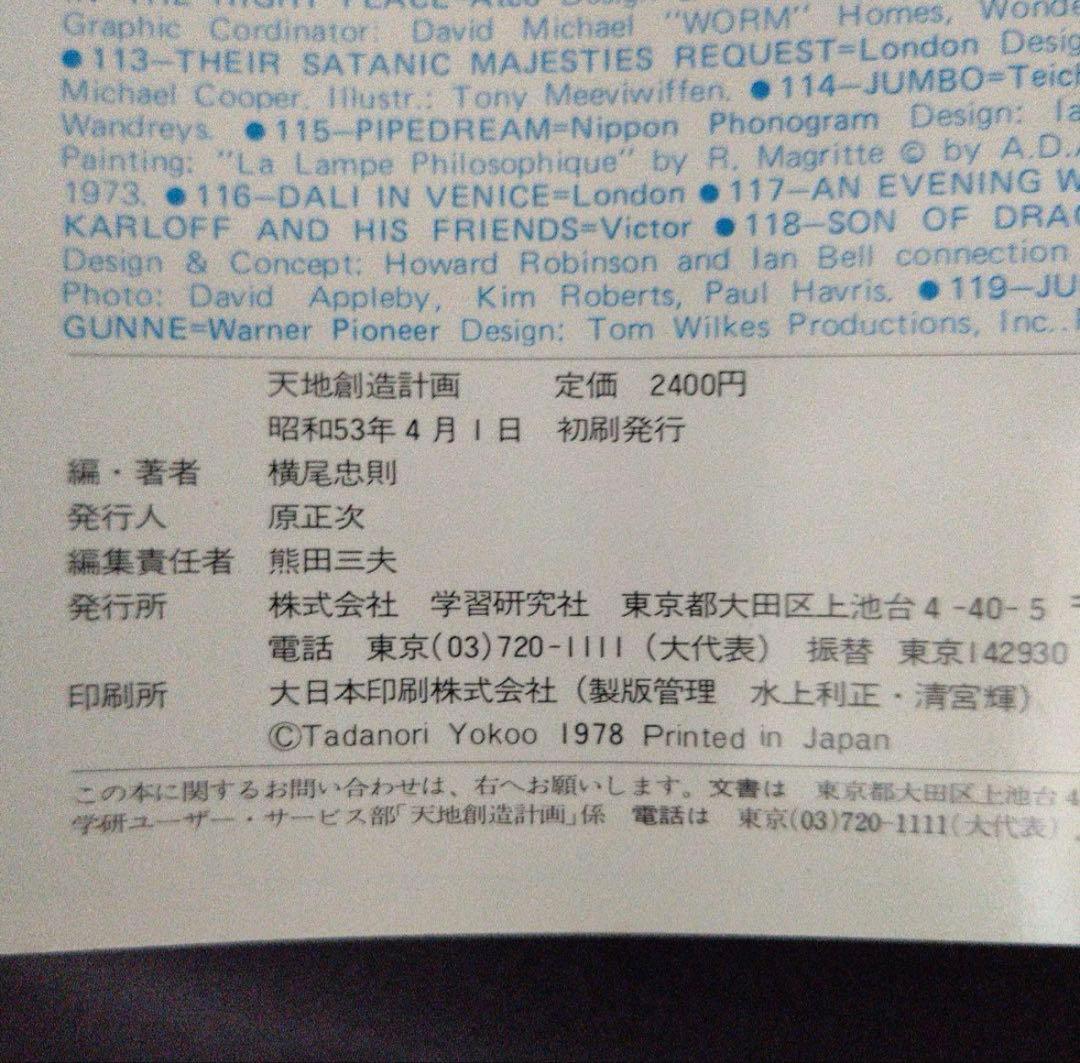 IN THE RIGHT PLACE=Atco Design:
Graphic Cordinator: David Michael "WORM" Homes, Wonde
●113—THEIR SATANIC MAJESTIES REQUEST=London Desig
Michael Cooper. Illustr.: Tony Meeviwiffen. ●114—JUMBO=Teich
Wandreys. ●115—PIPEDREAM=Nippon Phonogram Design: Ia
Painting: "La Lampe Philosophique" by R. Magritte © by A.D.A
1973. ●116—DALI IN VENICE=London ●117—AN EVENING W
KARLOFF AND HIS FRIENDS=Victor ●118—SON OF DRAC
Design & Concept: Howard Robinson and Ian Bell connection
Photo: David Appleby, Kim Roberts, Paul Havris. ●119—JU
GUNNE=Warner Pioneer Design: Tom Wilkes Productions, Inc..
天地創造計画 定価 2400円
昭和53年4月1日 初刷発行
編・著者 横尾忠則
発行人 原正次
編集責任者 熊田三夫
発行所 株式会社 学習研究社 東京都大田区上池台4-40-5 〒
電話 東京(03)720-1111(大代表) 振替 東京142930
印刷所 大日本印刷株式会社(製版管理 水上利正・清宮輝)
©Tadanori Yokoo 1978 Printed in Japan
この本に関するお問い合わせは、右へお願いします。文書は 東京都大田区上池台4
学研ユーザー・サービス部「天地創造計画」係 電話は 東京(03)720-1111(大代表)